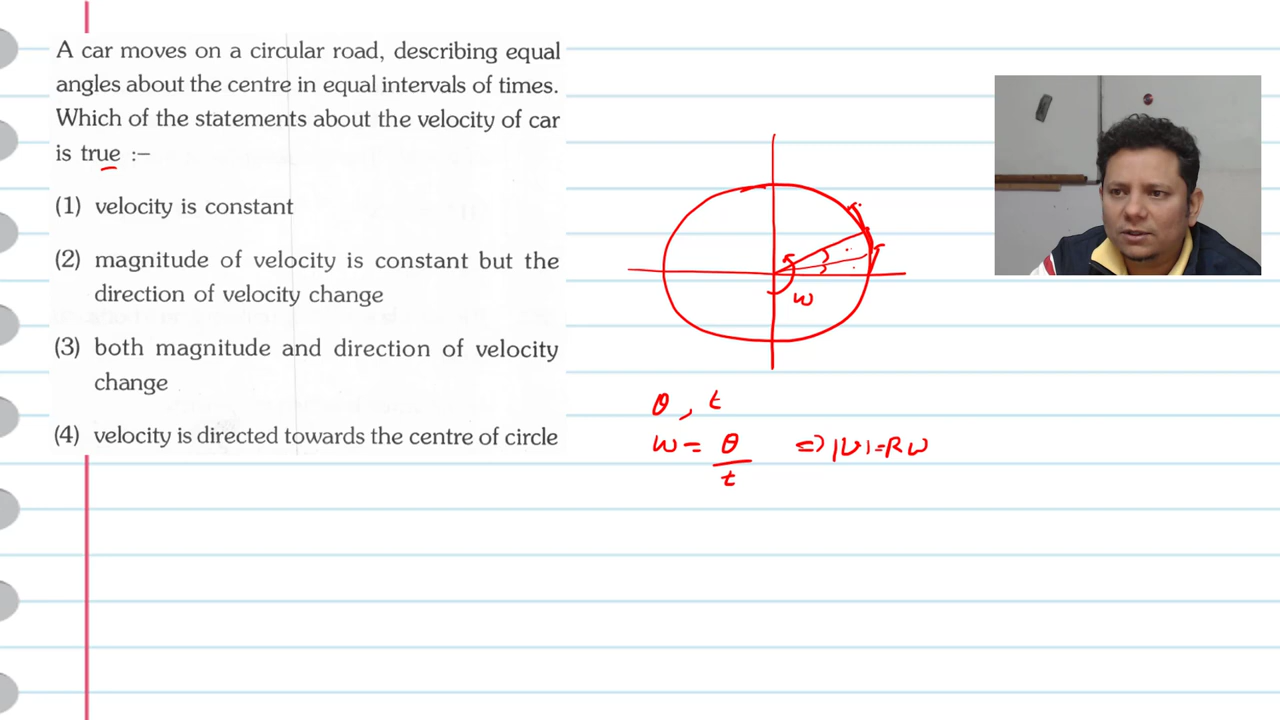 A car moves on a circular road, describing equal
angles about the centre in equal intervals of times.
Which of the statements about the velocity of car
is true :–
(1) velocity is constant
(2) magnitude of velocity is constant but the
direction of velocity change
(3) both magnitude and direction of velocity
change
(4) velocity is directed towards the centre of circle
ω
θ , t
ω = θ/t ⇒ |v| = Rω